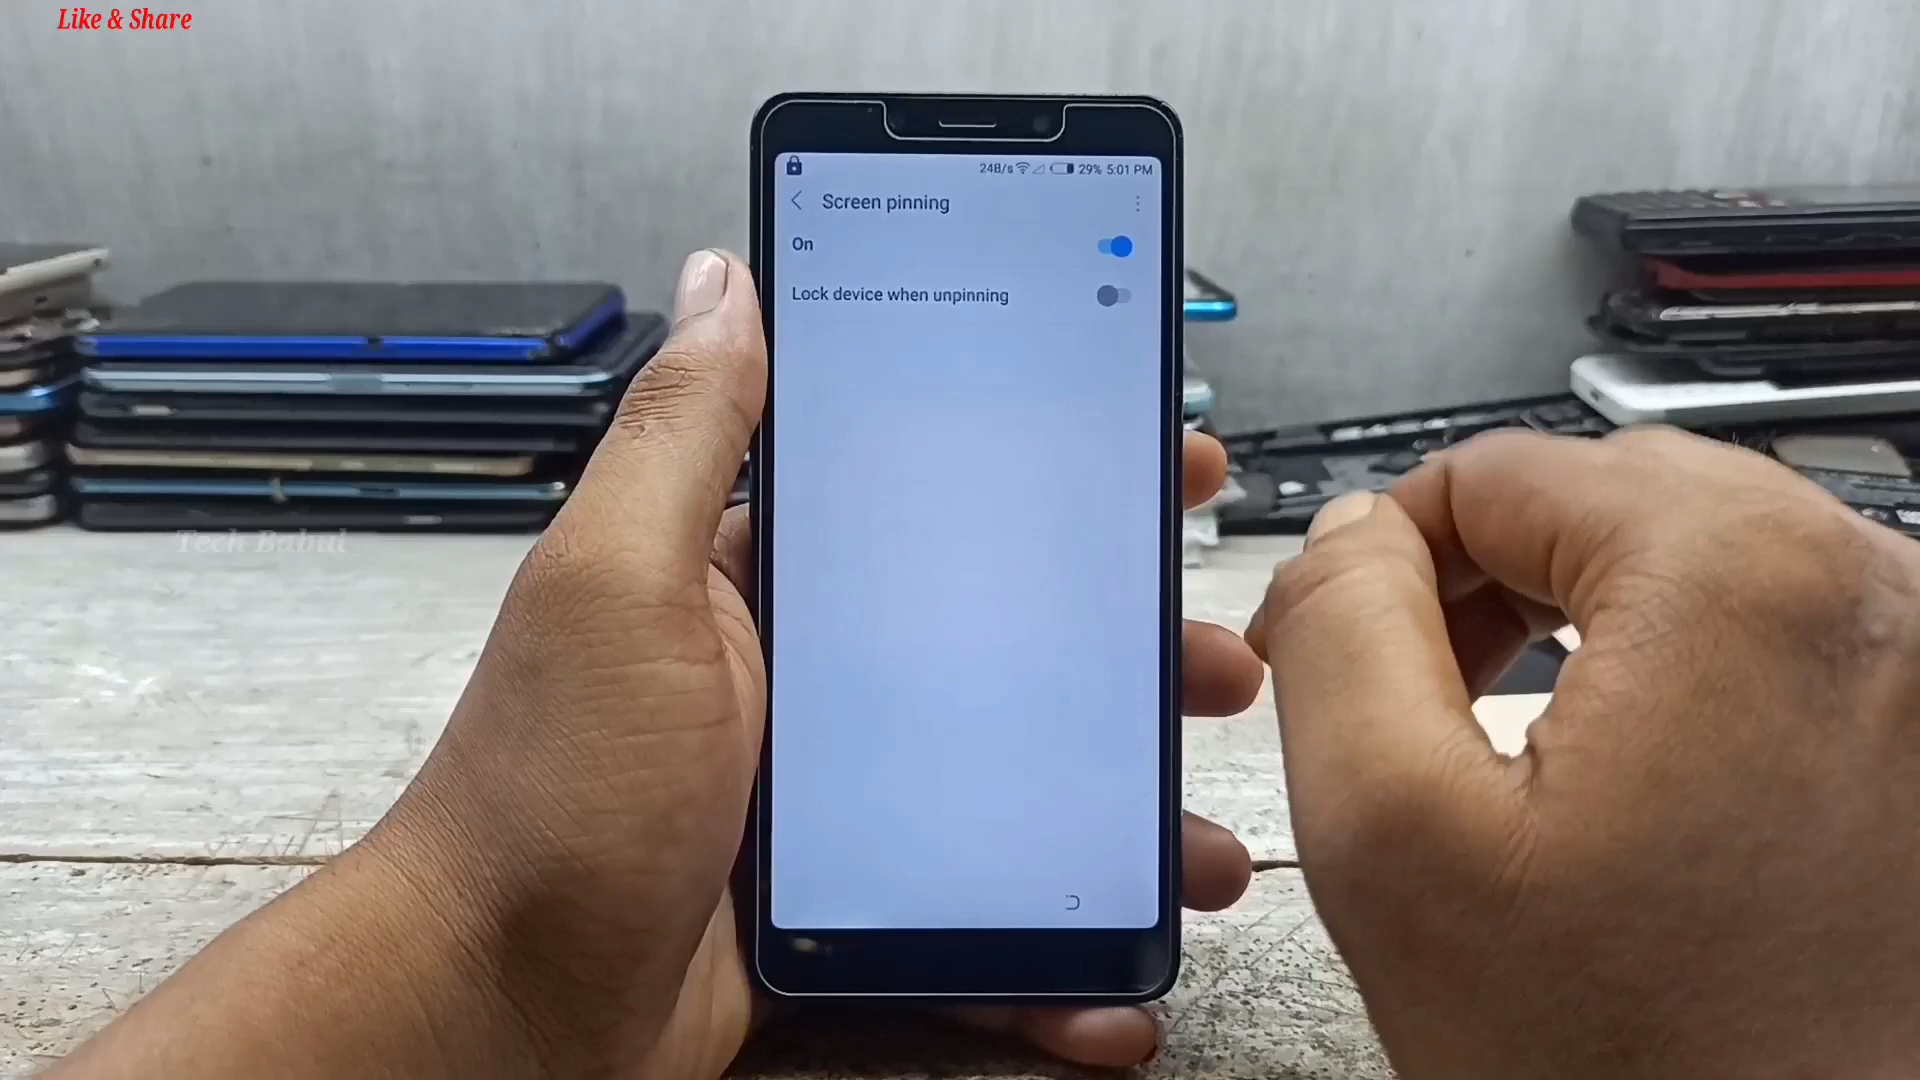 Like & Share
24B/s 29% 5:01 PM
Screen pinning
On
Lock device when unpinning
Tech Babul